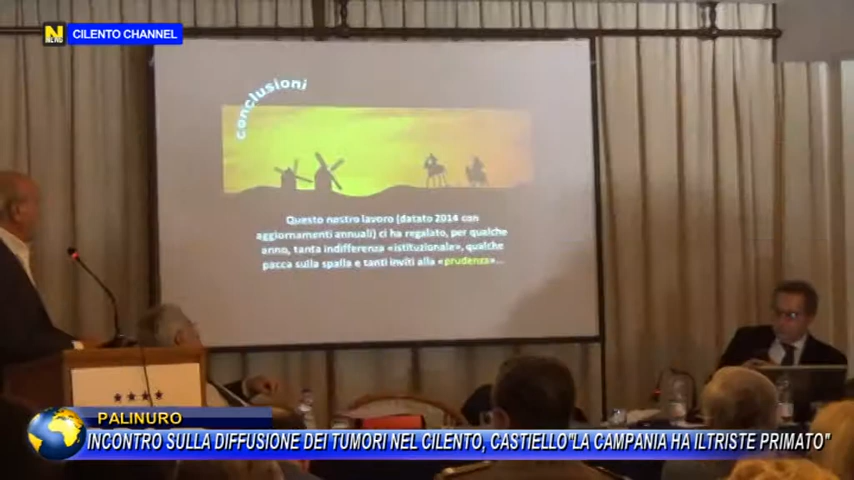 N
NEWS
CILENTO CHANNEL
conclusioni
Questo nostro lavoro (datato 2014 con
aggiornamenti annuali) ci ha regalato, per qualche
anno, tanta indifferenza «istituzionale», qualche
pacca sulla spalla e tanti inviti alla «prudenza»...
PALINURO
INCONTRO SULLA DIFFUSIONE DEI TUMORI NEL CILENTO, CASTIELLO"LA CAMPANIA HA ILTRISTE PRIMATO"